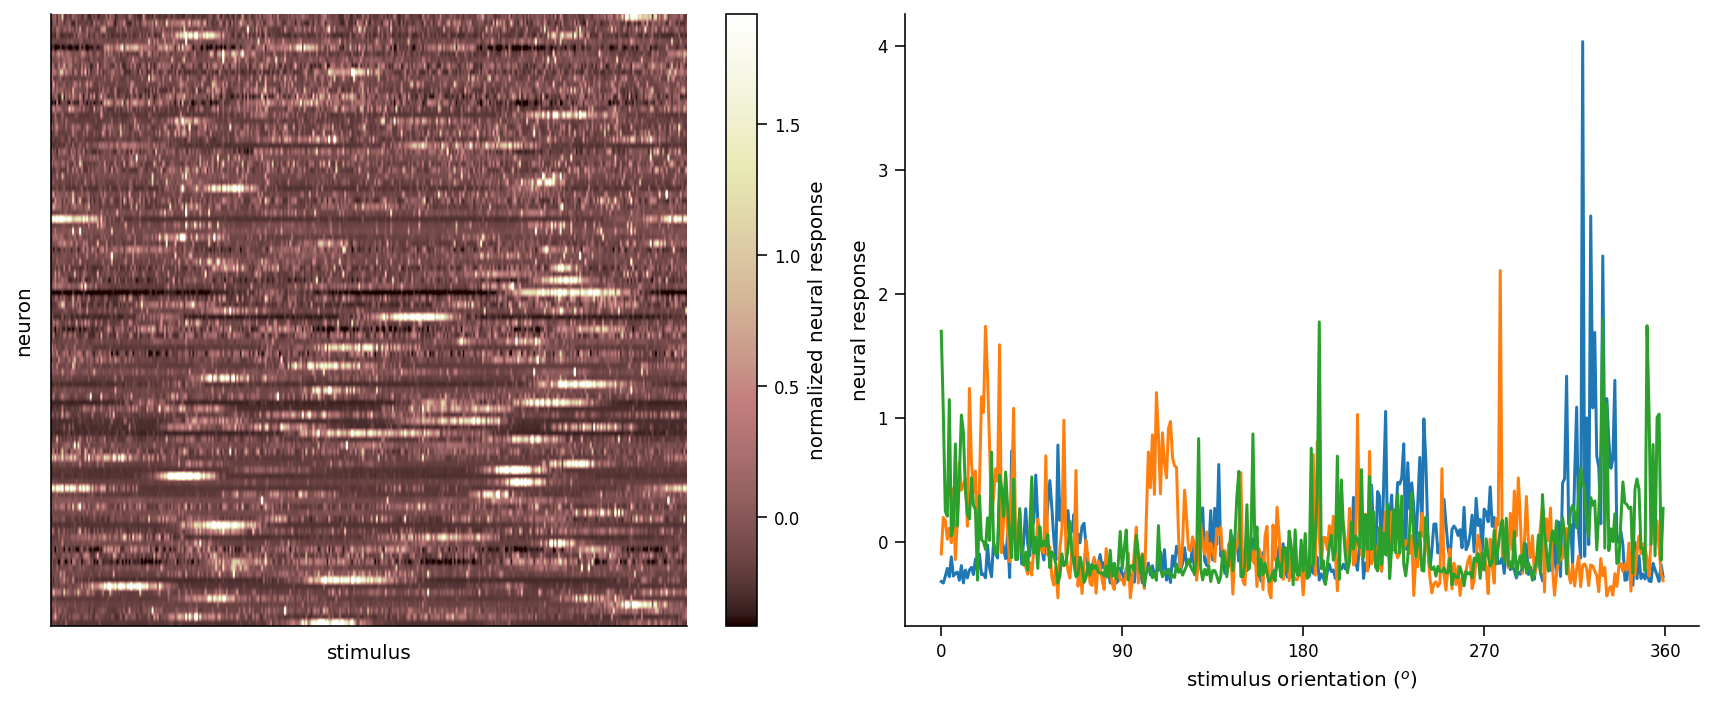 neuron
stimulus
1.5
1.0
0.5
0.0
normalized neural response
neural response
4
3
2
1
0
0 90 180 270 360
stimulus orientation (o)